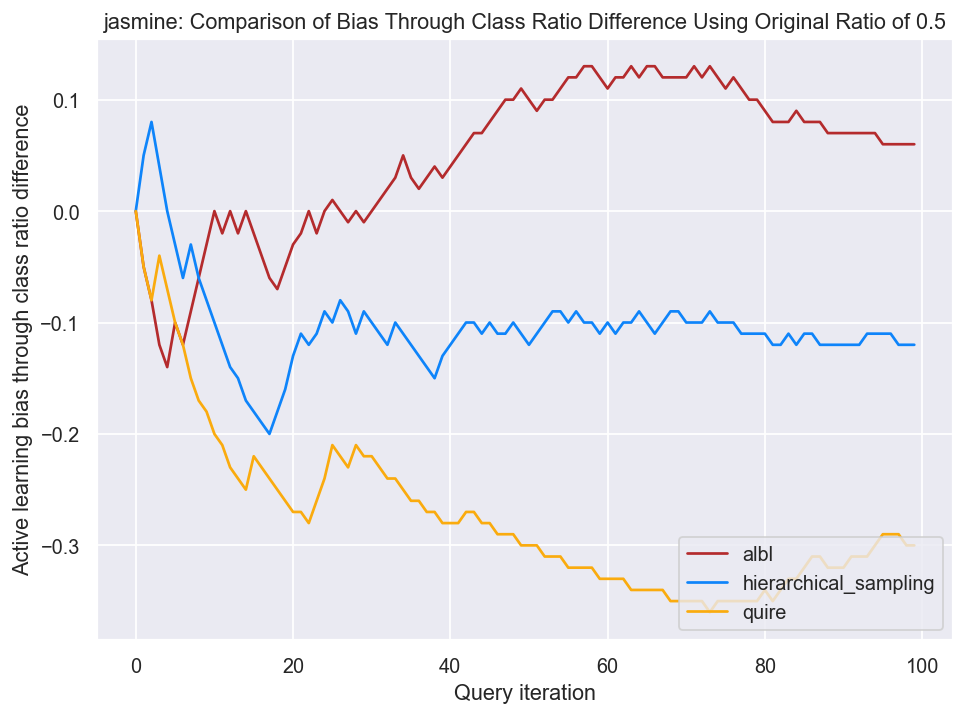 jasmine: Comparison of Bias Through Class Ratio Difference Using Original Ratio of 0.5
Active learning bias through class ratio difference
0.1
0.0
−0.1
−0.2
−0.3
albl
hierarchical_sampling
quire
0 20 40 60 80 100
Query iteration